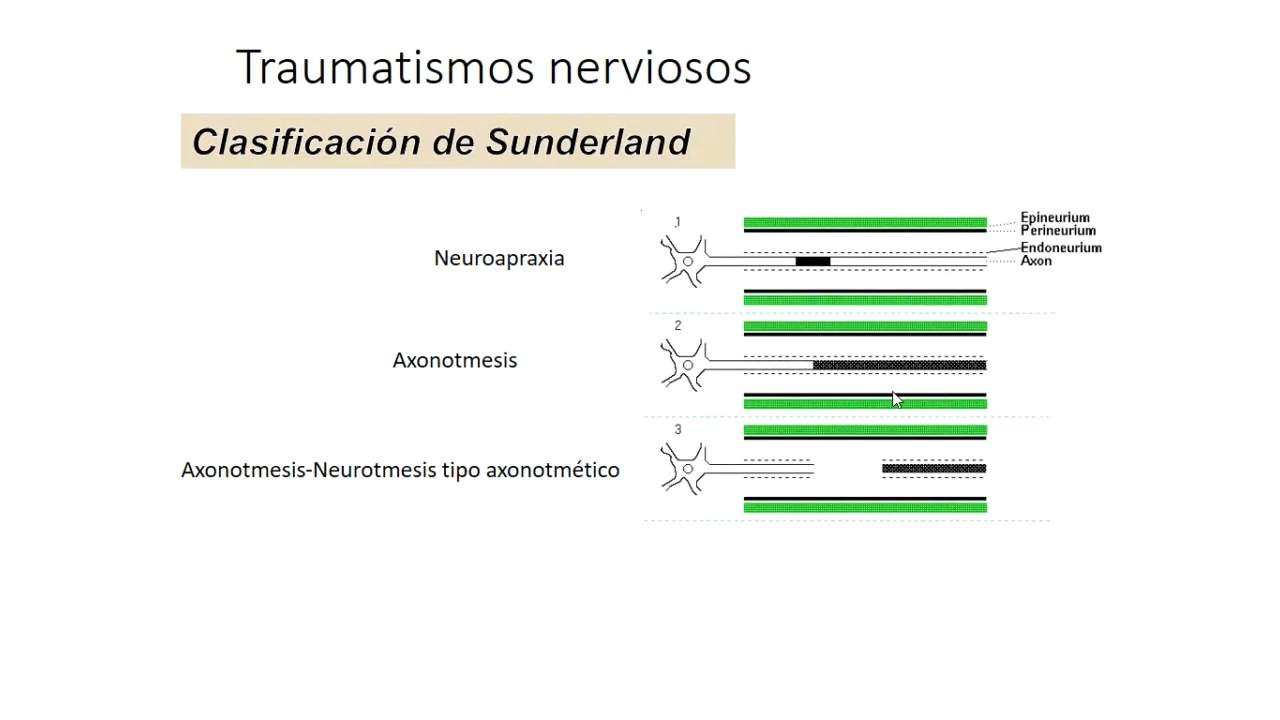 Traumatismos nerviosos
Clasificación de Sunderland
1
Epineurium
Perineurium
Endoneurium
Axon
Neuroapraxia
2
Axonotmesis
3
Axonotmesis-Neurotmesis tipo axonotmético